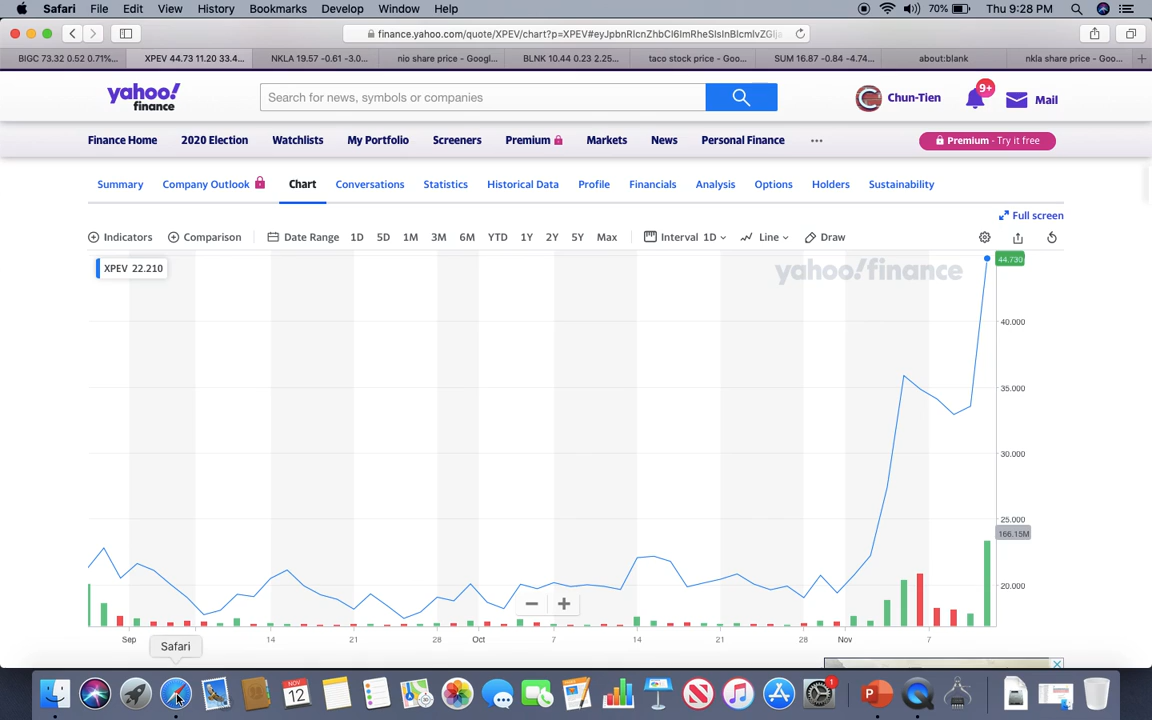 Safari File Edit View History Bookmarks Develop Window Help 70% Thu 9:28 PM
finance.yahoo.com/quote/XPEV/chart?p=XPEV#eyJpbnRlcnZhbCI6ImRheSIsInBlcmlvZGlja
BIGC 73.32 0.52 0.71%... XPEV 44.73 11.20 33.4... NKLA 19.57 -0.61 -3.0... nio share price - Googl... BLNK 10.44 0.23 2.25... taco stock price - Goo... SUM 16.87 -0.84 -4.74... about:blank nkla share price - Goo...
yahoo!
finance
Search for news, symbols or companies
Chun-Tien
9+
Mail
Finance Home 2020 Election Watchlists My Portfolio Screeners Premium Markets News Personal Finance ... Premium - Try it free
Summary Company Outlook Chart Conversations Statistics Historical Data Profile Financials Analysis Options Holders Sustainability
Full screen
Indicators Comparison Date Range 1D 5D 1M 3M 6M YTD 1Y 2Y 5Y Max Interval 1D Line Draw
XPEV 22.210
yahoo!finance
44.730
40.000
35.000
30.000
25.000
166.15M
20.000
Sep 14 21 28 Oct 7 14 21 28 Nov 7
Safari
NOV
12
1